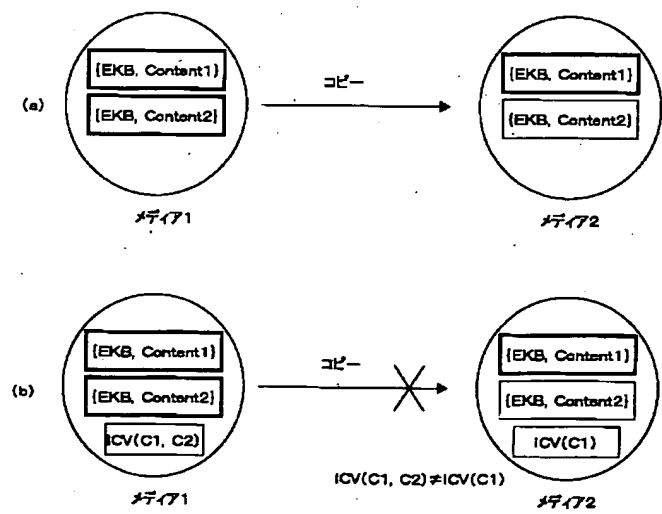 (a)
{EKB, Content1}
{EKB, Content2}
メディア1
コピー
{EKB, Content1}
{EKB, Content2}
メディア2
(b)
{EKB, Content1}
{EKB, Content2}
ICV(C1, C2)
メディア1
コピー
ICV(C1, C2)≠ICV(C1)
{EKB, Content1}
{EKB, Content2}
ICV(C1)
メディア2